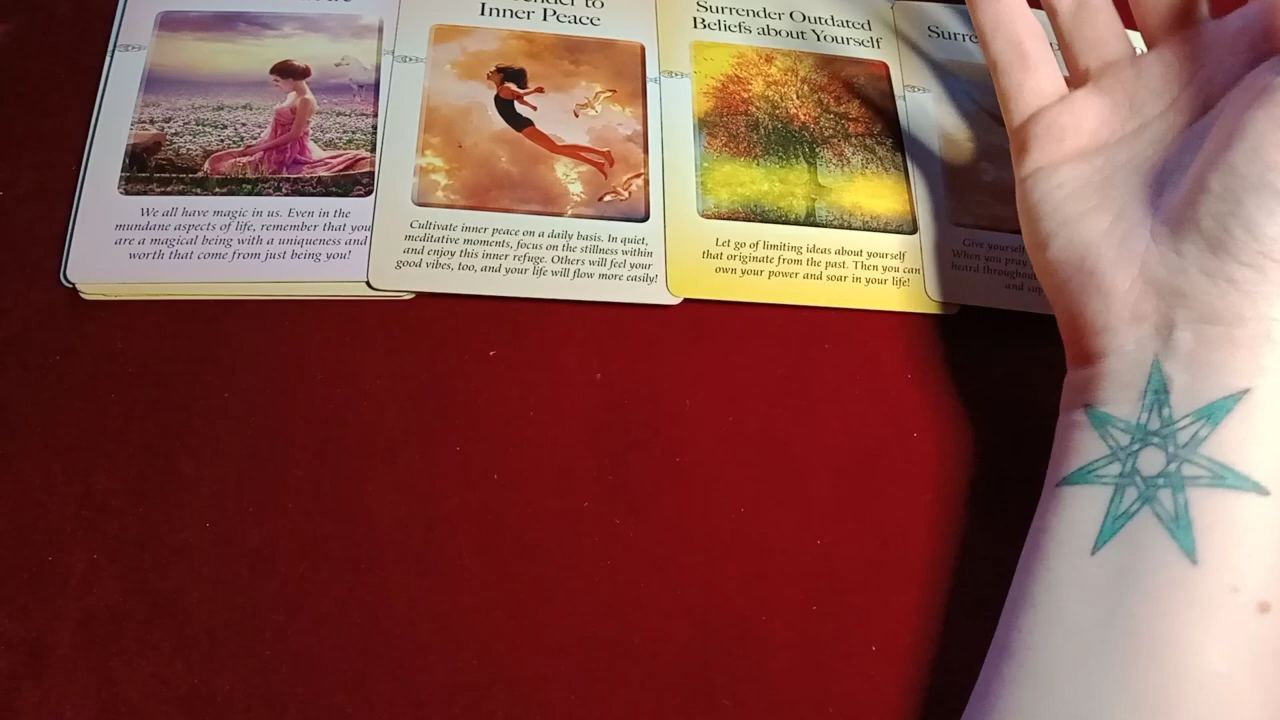 Inner Peace
Surrender Outdated
Beliefs about Yourself
We all have magic in us. Even in the
mundane aspects of life, remember that you
are a magical being with a uniqueness and
worth that come from just being you!
Cultivate inner peace on a daily basis. In quiet,
meditative moments, focus on the stillness within
and enjoy this inner refuge. Others will feel your
good vibes, too, and your life will flow more easily!
Let go of limiting ideas about yourself
that originate from the past. Then you can
own your power and soar in your life!
Give yourself
When you pray
heard throughout
and